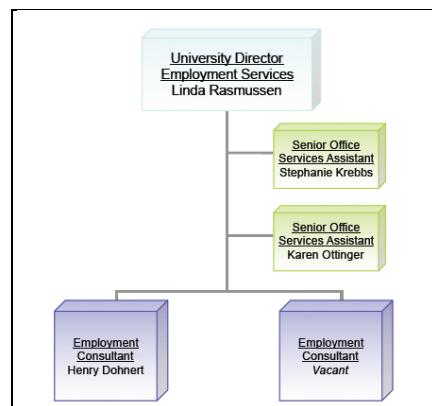 University Director
Employment Services
Linda Rasmussen
Senior Office
Services Assistant
Stephanie Krebbs
Senior Office
Services Assistant
Karen Ottinger
Employment
Consultant
Henry Dohnert
Employment
Consultant
Vacant